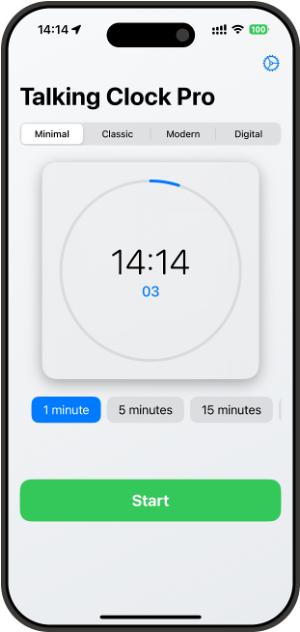 14:14 100
Talking Clock Pro
Minimal Classic Modern Digital
14:14
03
1 minute 5 minutes 15 minutes
Start